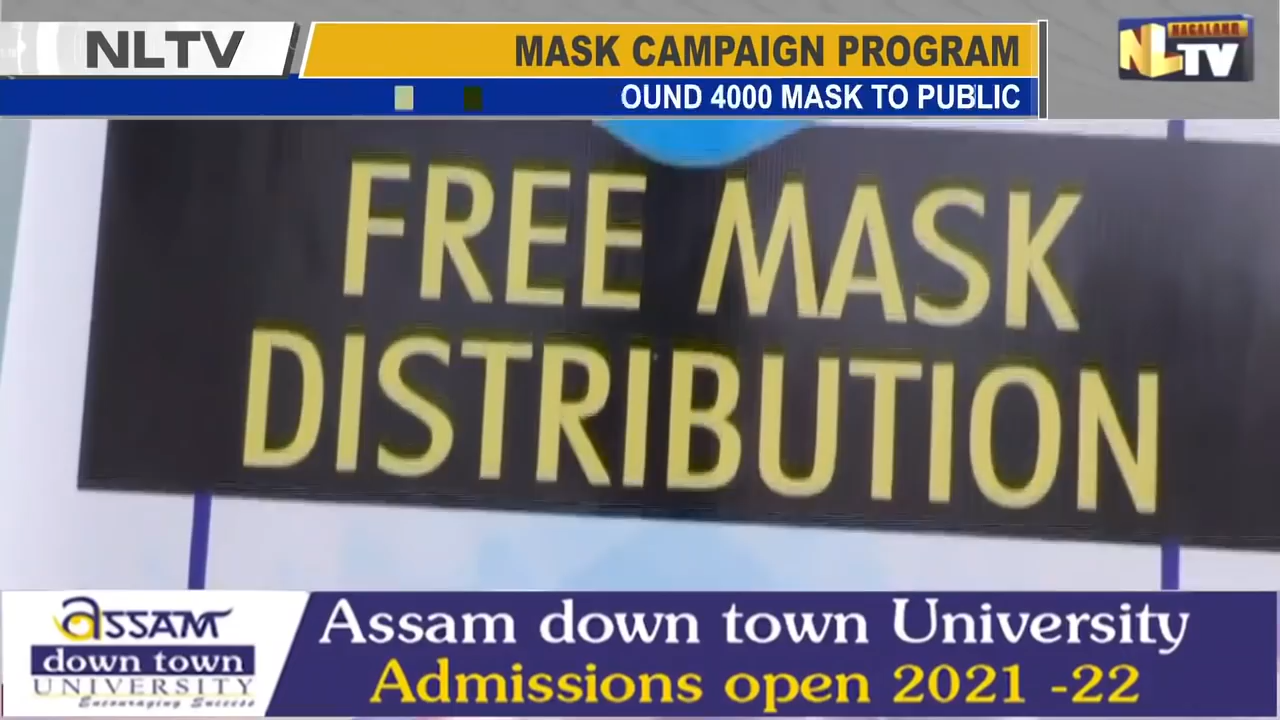 NLTV
MASK CAMPAIGN PROGRAM
NAGALAND
NLTV
OUND 4000 MASK TO PUBLIC
FREE MASK
DISTRIBUTION
assam
down town
UNIVERSITY
Encouraging Success
Assam down town University
Admissions open 2021 -22